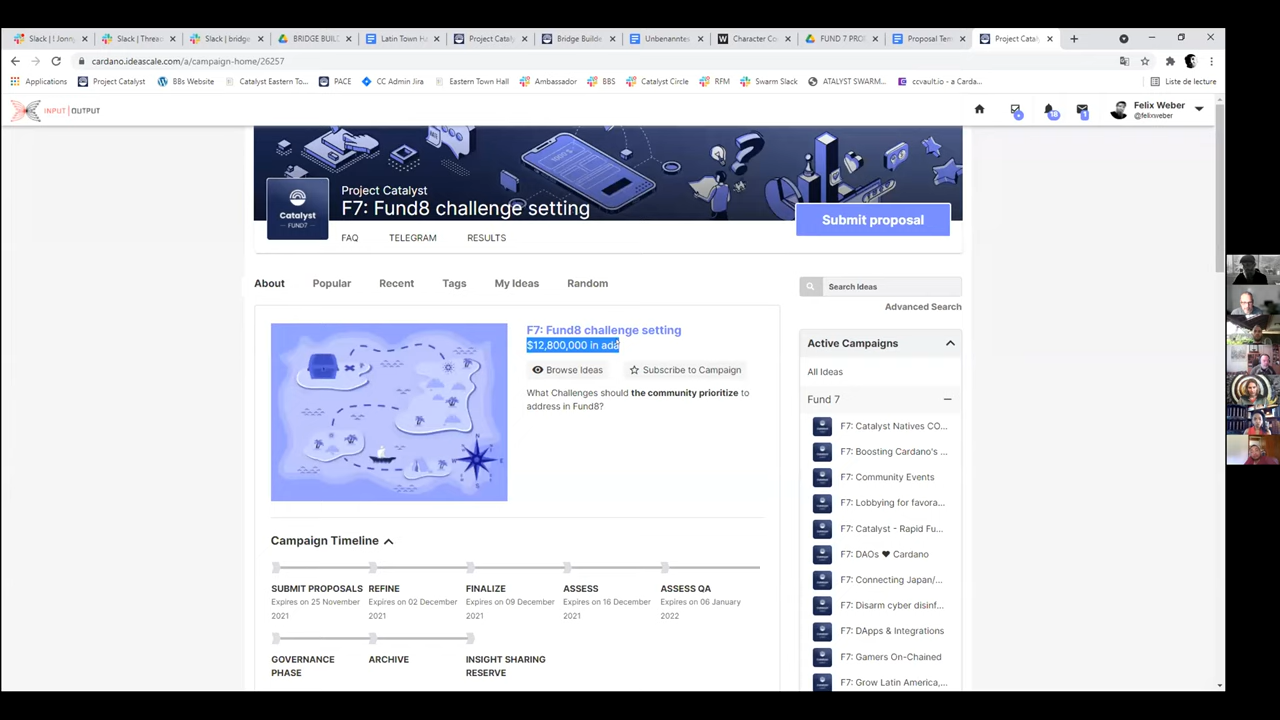 Slack | ! Jonny
Slack | Thread
Slack | bridge
BRIDGE BUIL
Latin Town Ha
Project Cataly
Bridge Builde
Unbenanntes
Character Co
FUND 7 PRO
Proposal Tem
Project Catal
cardano.ideascale.com/a/campaign-home/26257
Applications
Project Catalyst
BBs Website
Catalyst Eastern To...
PACE
CC Admin Jira
Eastern Town Hall
Ambassador
BBS
Catalyst Circle
RFM
Swarm Slack
ATALYST SWARM...
ccvault.io - a Carda...
Liste de lecture
INPUT | OUTPUT
18
1
Felix Weber
@felixweber
Catalyst
FUND7
Project Catalyst
F7: Fund8 challenge setting
Submit proposal
FAQ
TELEGRAM
RESULTS
About
Popular
Recent
Tags
My Ideas
Random
Search Ideas
Advanced Search
F7: Fund8 challenge setting
$12,800,000 in ada
Browse Ideas
Subscribe to Campaign
What Challenges should the community prioritize to
address in Fund8?
Active Campaigns
All Ideas
Fund 7
F7: Catalyst Natives CO...
F7: Boosting Cardano's ...
F7: Community Events
F7: Lobbying for favora...
F7: Catalyst - Rapid Fu...
F7: DAOs ❤ Cardano
F7: Connecting Japan/...
F7: Disarm cyber disinf...
F7: DApps & Integrations
F7: Gamers On-Chained
F7: Grow Latin America,...
Campaign Timeline
SUBMIT PROPOSALS
Expires on 25 November
2021
REFINE
Expires on 02 December
2021
FINALIZE
Expires on 09 December
2021
ASSESS
Expires on 16 December
2021
ASSESS QA
Expires on 06 January
2022
GOVERNANCE
PHASE
ARCHIVE
INSIGHT SHARING
RESERVE